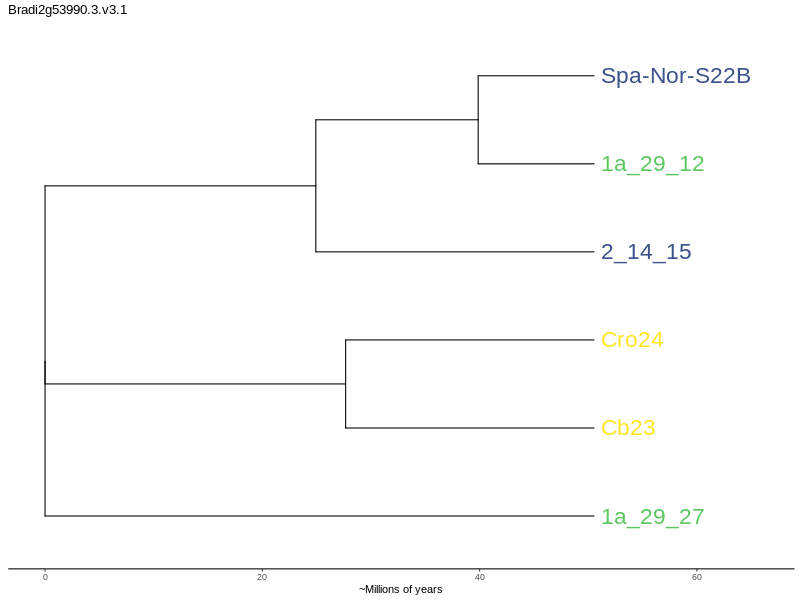 Bradi2g53990.3.v3.1
Spa-Nor-S22B
1a_29_12
2_14_15
Cro24
Cb23
1a_29_27
0 20 40 60
~Millions of years